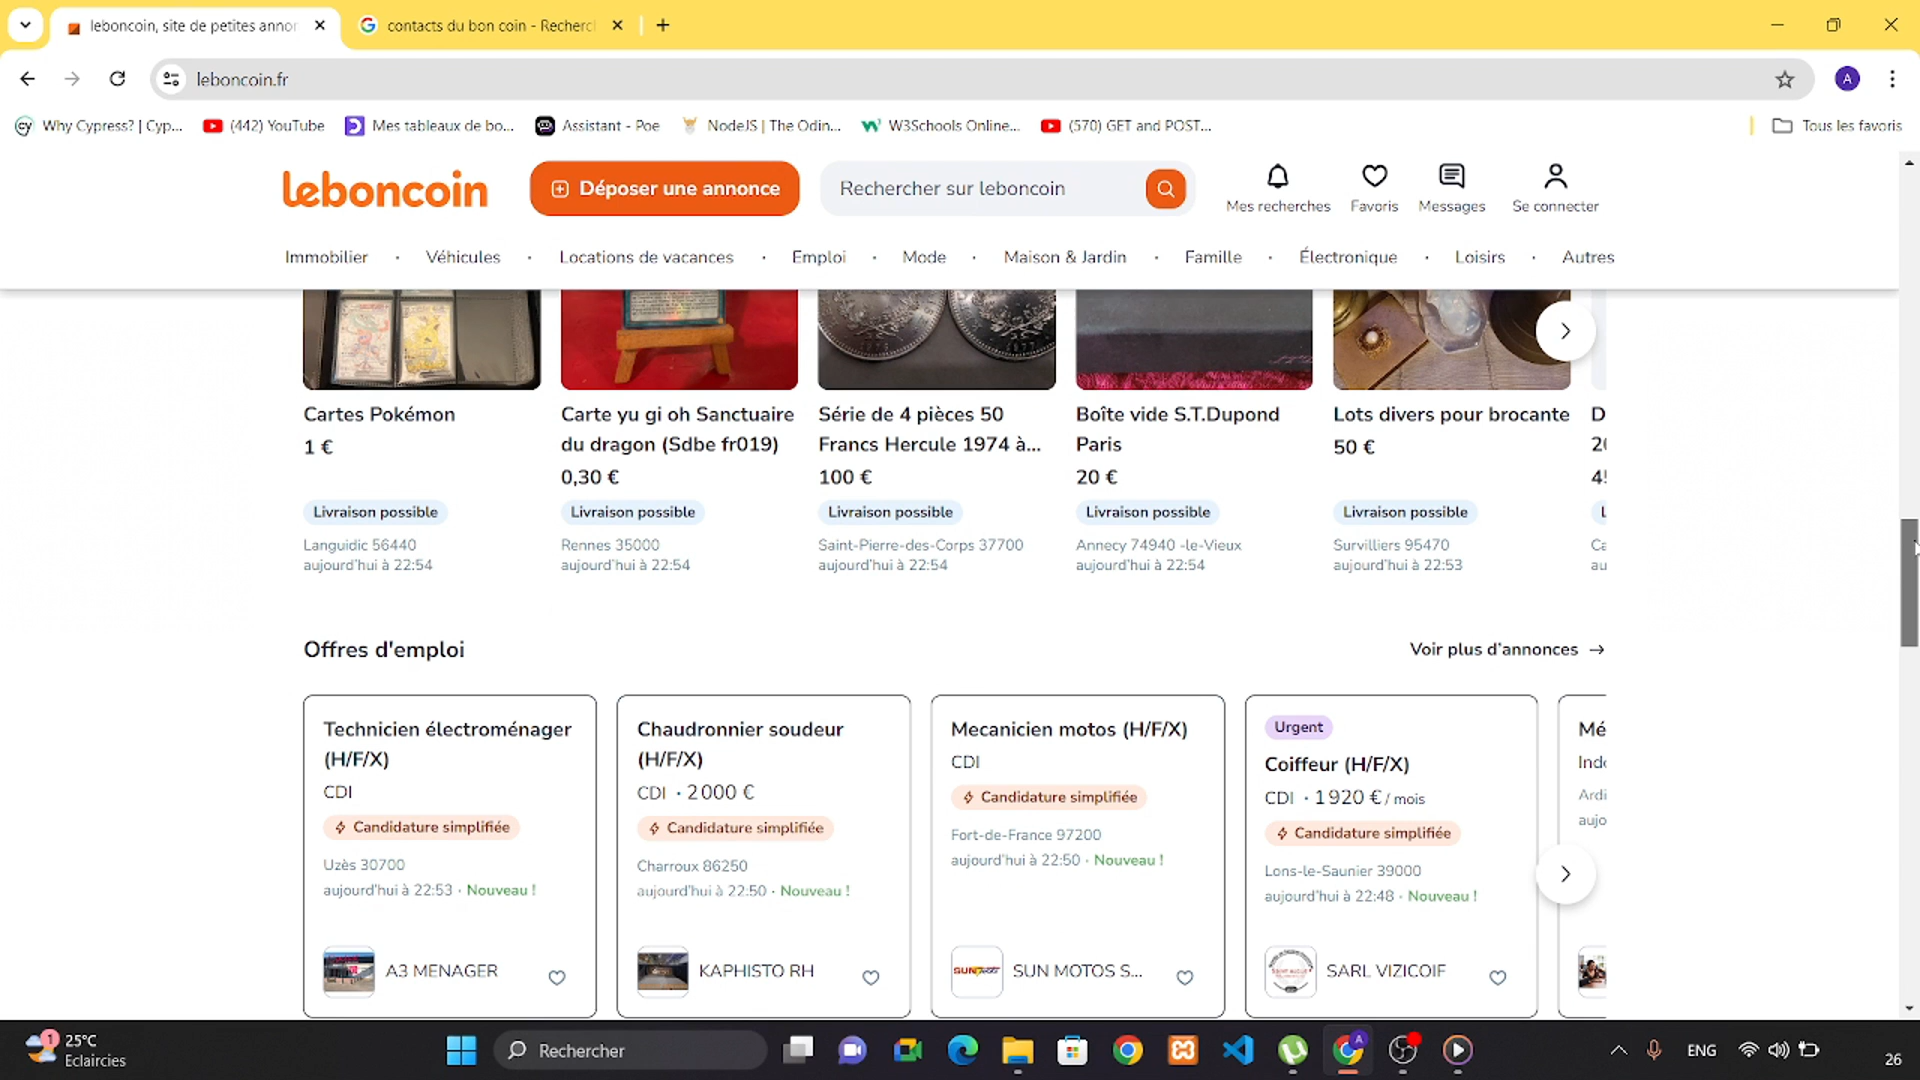 leboncoin, site de petites annor
contacts du bon coin - Recherc
leboncoin.fr
A
Why Cypress? | Cyp...
(442) YouTube
Mes tableaux de bo...
Assistant - Poe
NodeJS | The Odin...
W3Schools Online...
(570) GET and POST...
Tous les favoris
leboncoin
Déposer une annonce
Rechercher sur leboncoin
Mes recherches
Favoris
Messages
Se connecter
Immobilier · Véhicules · Locations de vacances · Emploi · Mode · Maison & Jardin · Famille · Électronique · Loisirs · Autres
Cartes Pokémon
1 €
Livraison possible
Languidic 56440
aujourd'hui à 22:54
Carte yu gi oh Sanctuaire
du dragon (Sdbe fr019)
0,30 €
Livraison possible
Rennes 35000
aujourd'hui à 22:54
Série de 4 pièces 50
Francs Hercule 1974 à...
100 €
Livraison possible
Saint-Pierre-des-Corps 37700
aujourd'hui à 22:54
Boîte vide S.T.Dupond
Paris
20 €
Livraison possible
Annecy 74940 -le-Vieux
aujourd'hui à 22:54
Lots divers pour brocante
50 €
Livraison possible
Survilliers 95470
aujourd'hui à 22:53
D
Ca
au
Offres d'emploi
Voir plus d'annonces →
Technicien électroménager
(H/F/X)
CDI
Candidature simplifiée
Uzès 30700
aujourd'hui à 22:53 · Nouveau !
A3 MENAGER
Chaudronnier soudeur
(H/F/X)
CDI · 2 000 €
Candidature simplifiée
Charroux 86250
aujourd'hui à 22:50 · Nouveau !
KAPHISTO RH
Mecanicien motos (H/F/X)
CDI
Candidature simplifiée
Fort-de-France 97200
aujourd'hui à 22:50 · Nouveau !
SUN MOTOS S...
Urgent
Coiffeur (H/F/X)
CDI · 1 920 € / mois
Candidature simplifiée
Lons-le-Saunier 39000
aujourd'hui à 22:48 · Nouveau !
SARL VIZICOIF
Mé
Indé
Ardi
aujo
1
25°C
Eclaircies
Rechercher
ENG
26